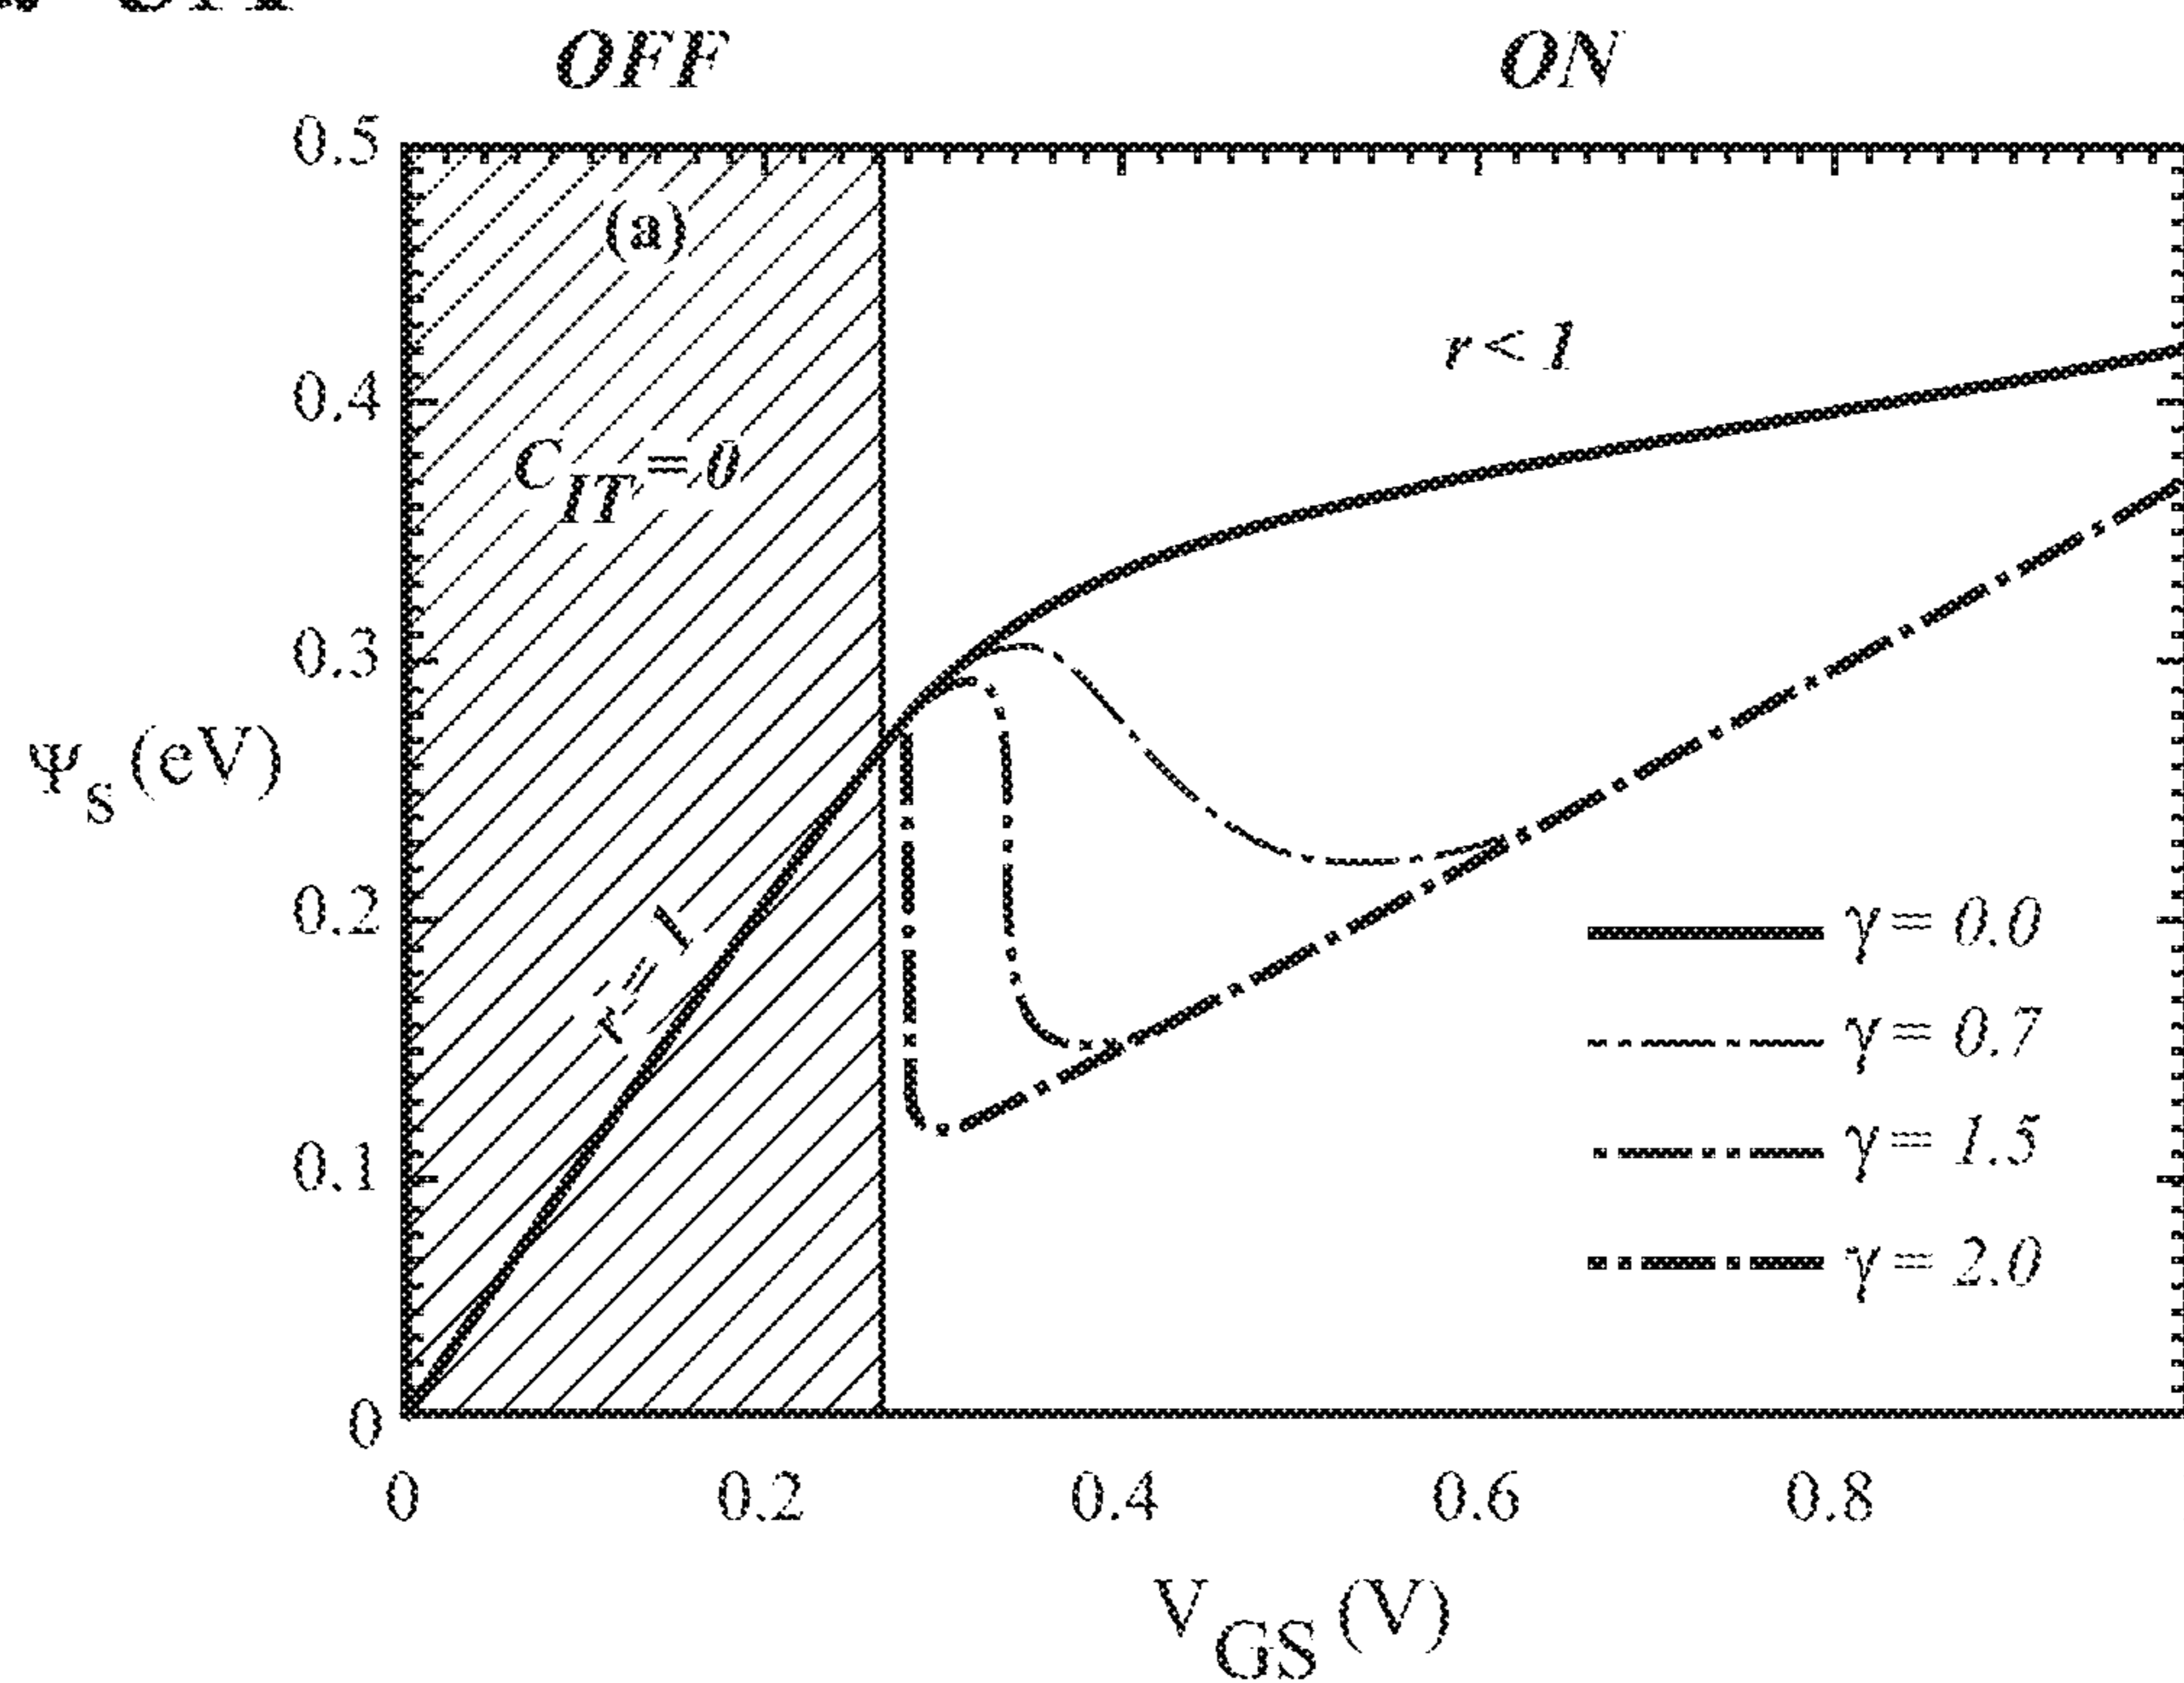 OFF ON
0.5
(a)
r < 1
0.4
C_IT = 0
0.3
Ψ_S (eV)
0.2
r = 1
γ = 0.0
γ = 0.7
γ = 1.5
0.1
γ = 2.0
0
0 0.2 0.4 0.6 0.8
V_GS (V)